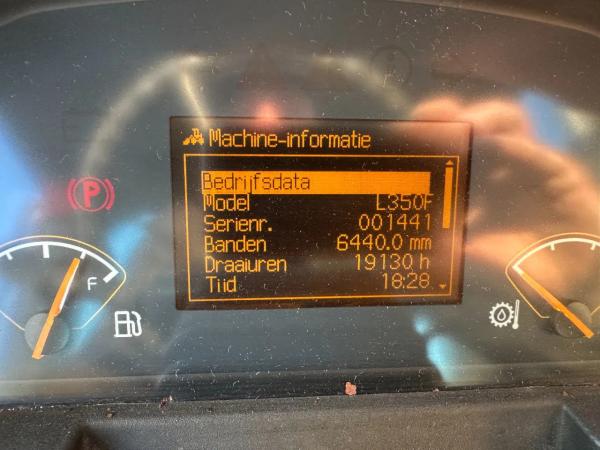 Machine-informatie
Bedrijfsdata
Model L350F
Serienr. 001441
Banden 6440.0 mm
Draaiuren 19130 h
Tijd 18:28
P
F